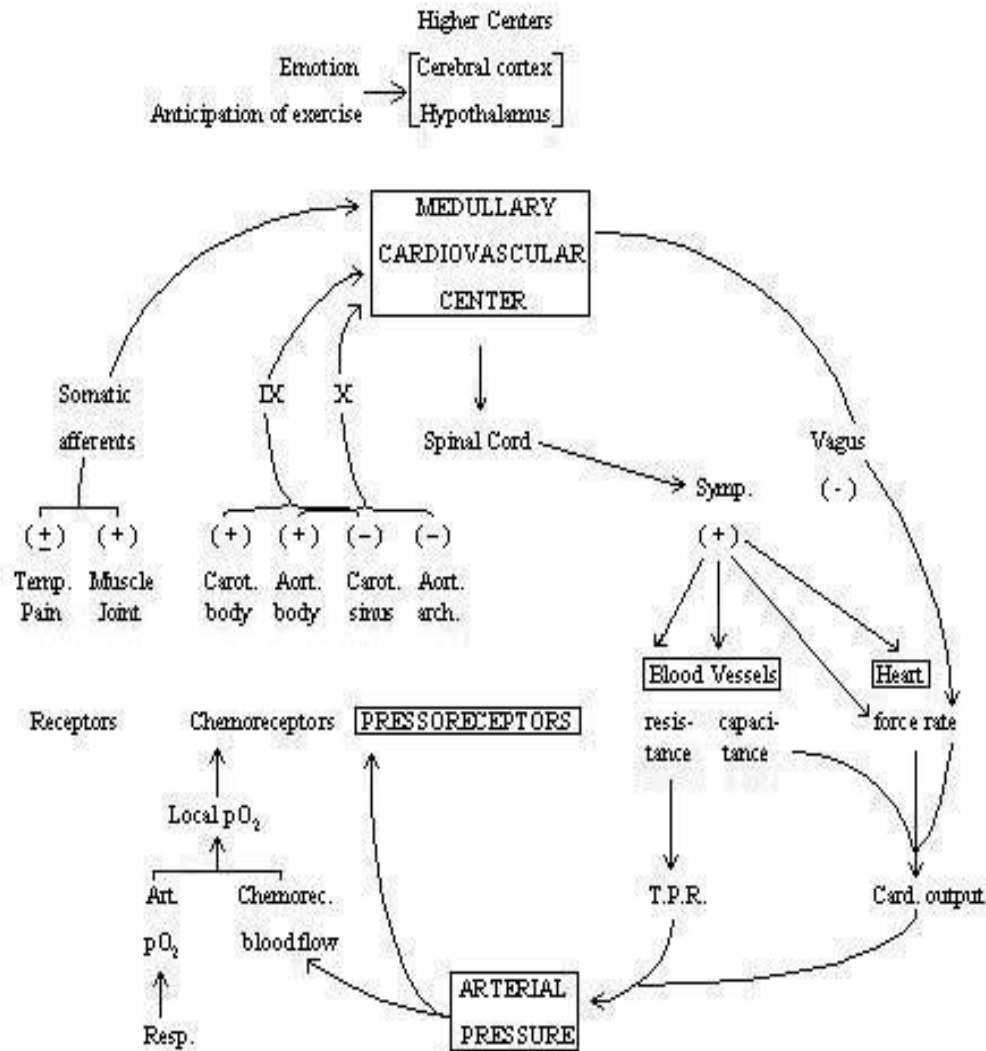 Higher Centers
Emotion Cerebral cortex
Anticipation of exercise Hypothalamus
MEDULLARY
CARDIOVASCULAR
CENTER
Somatic IX X
afferents Spinal Cord Vagus
Symp. (-)
(±) (+) (+) (+) (-) (-) (+)
Temp. Muscle Carot. Aort. Carot. Aort.
Pain Joint body body sinus arch.
Blood Vessels Heart
Receptors Chemoreceptors PRESSORECEPTORS resis- capaci- force rate
tance tance
Local pO₂
Art. Chemorec. T.P.R. Card. output
pO₂ bloodflow
ARTERIAL
PRESSURE
Resp.